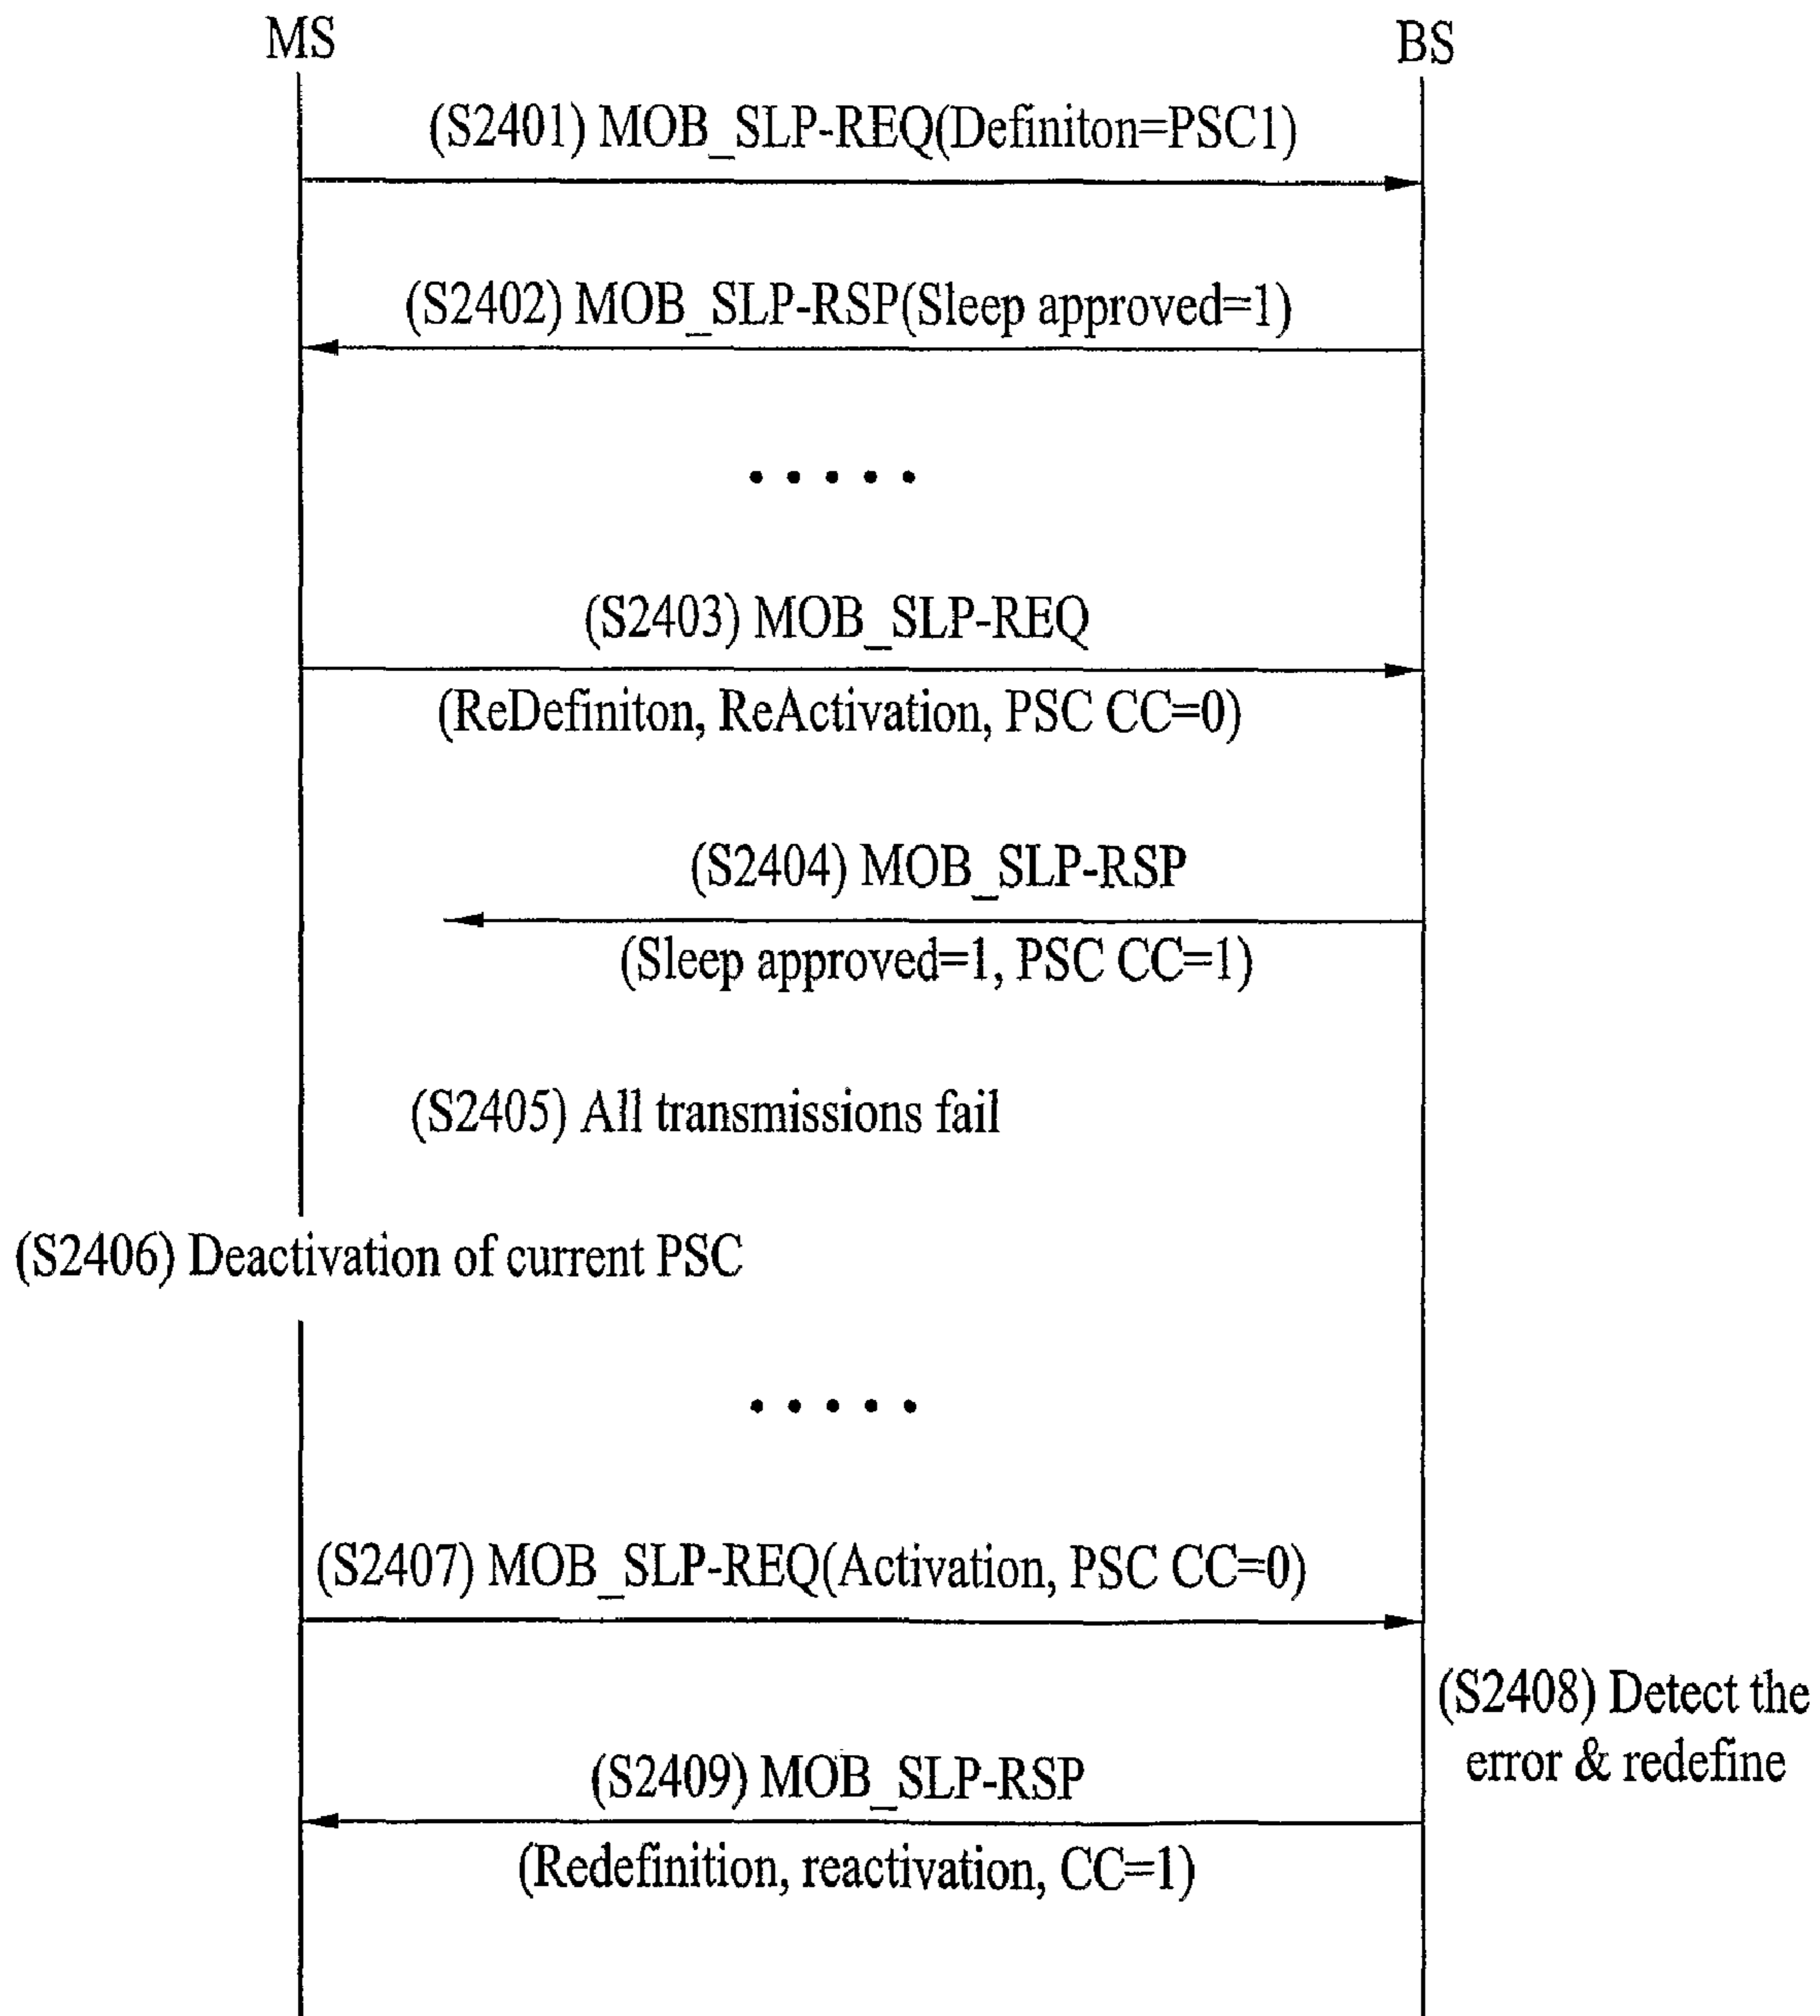 MS
BS
(S2401) MOB_SLP-REQ(Definiton=PSC1)
(S2402) MOB_SLP-RSP(Sleep approved=1)
.....
(S2403) MOB_SLP-REQ
(ReDefiniton, ReActivation, PSC CC=0)
(S2404) MOB_SLP-RSP
(Sleep approved=1, PSC CC=1)
(S2405) All transmissions fail
(S2406) Deactivation of current PSC
.....
(S2407) MOB_SLP-REQ(Activation, PSC CC=0)
(S2408) Detect the
error & redefine
(S2409) MOB_SLP-RSP
(Redefinition, reactivation, CC=1)